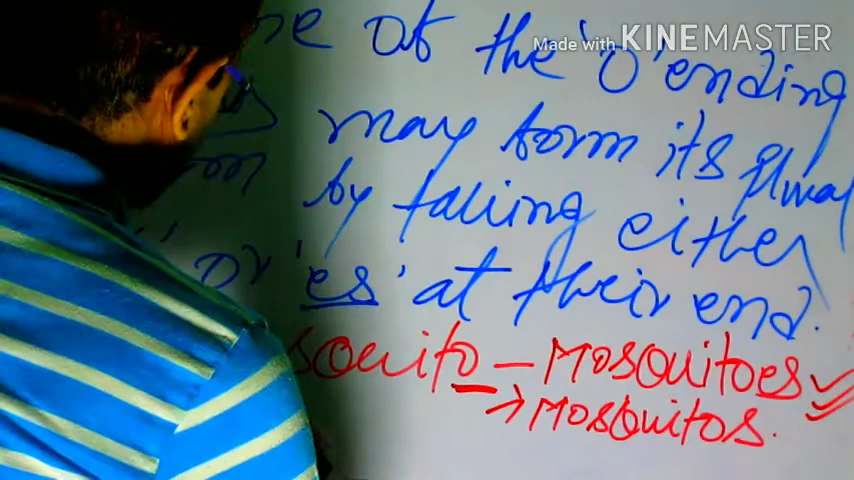 Made with KINEMASTER
of the 'o' ending
may form its plural
by taking either
or 'es' at their end.
squito - Mosquitoes
→ Mosquitos.